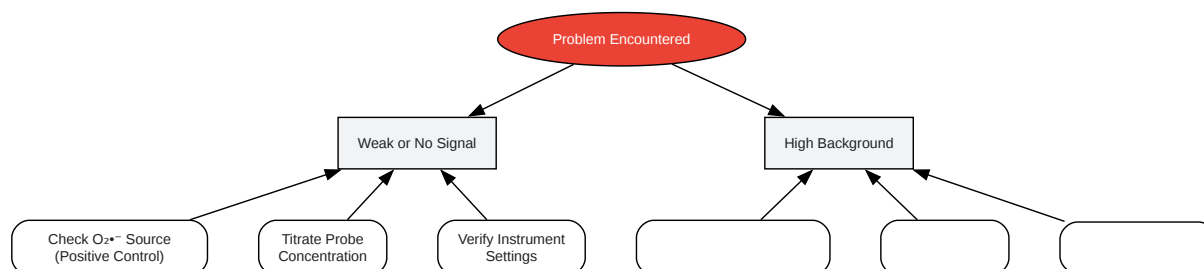 Problem Encountered
Weak or No Signal
High Background
Check O₂•⁻ Source
(Positive Control)
Titrate Probe
Concentration
Verify Instrument
Settings